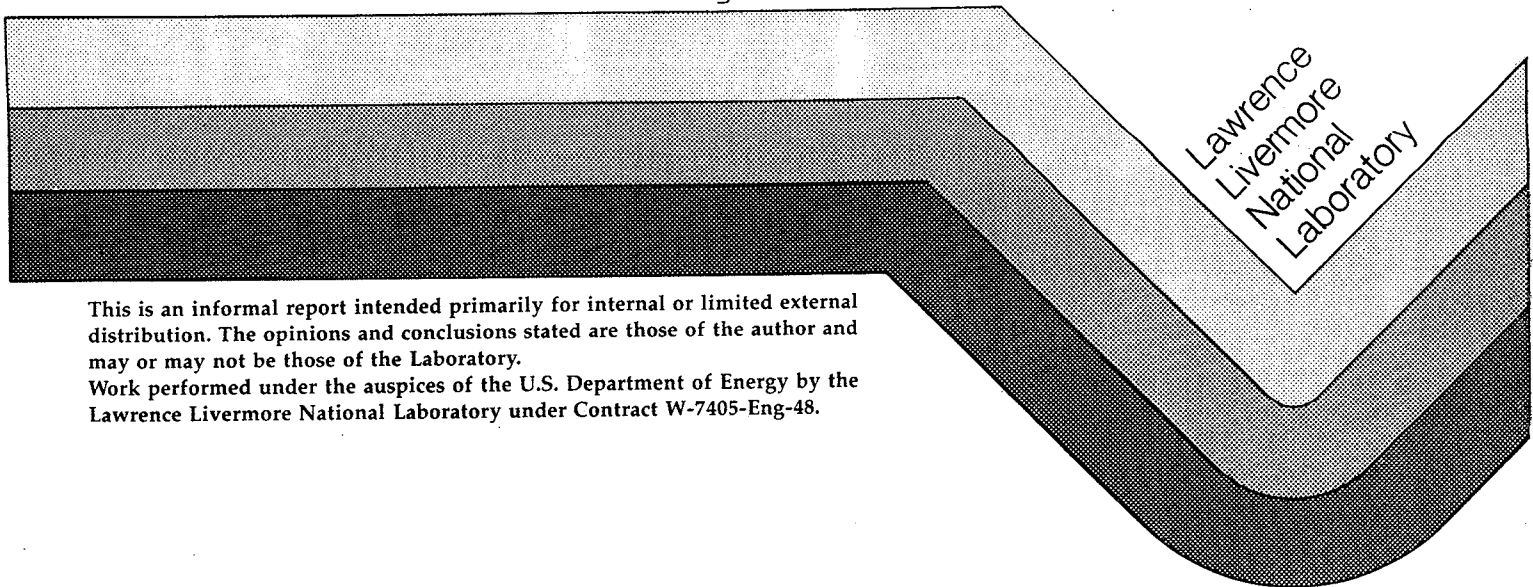 Lawrence
Livermore
National
Laboratory
This is an informal report intended primarily for internal or limited external
distribution. The opinions and conclusions stated are those of the author and
may or may not be those of the Laboratory.
Work performed under the auspices of the U.S. Department of Energy by the
Lawrence Livermore National Laboratory under Contract W-7405-Eng-48.